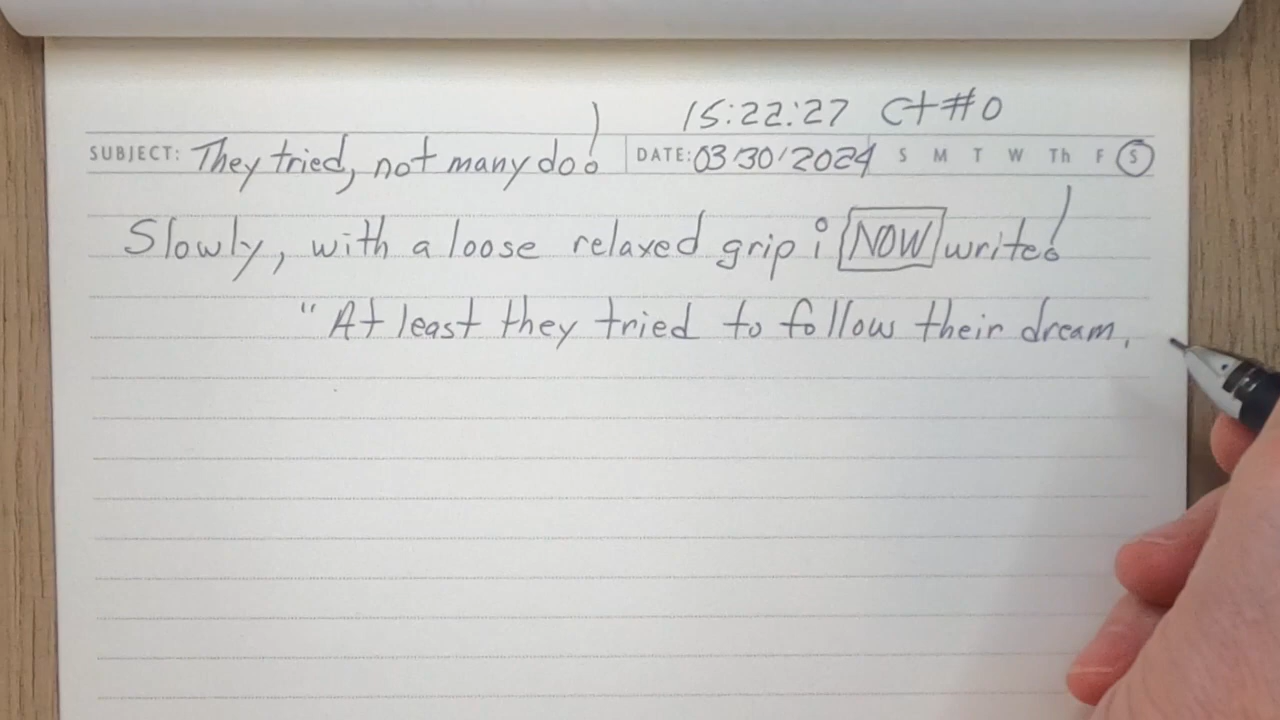 15:22:27 Ct#0
SUBJECT: They tried, not many do! DATE: 03/30/2024 S M T W Th F S
Slowly, with a loose relaxed grip i NOW write!
"At least they tried to follow their dream.